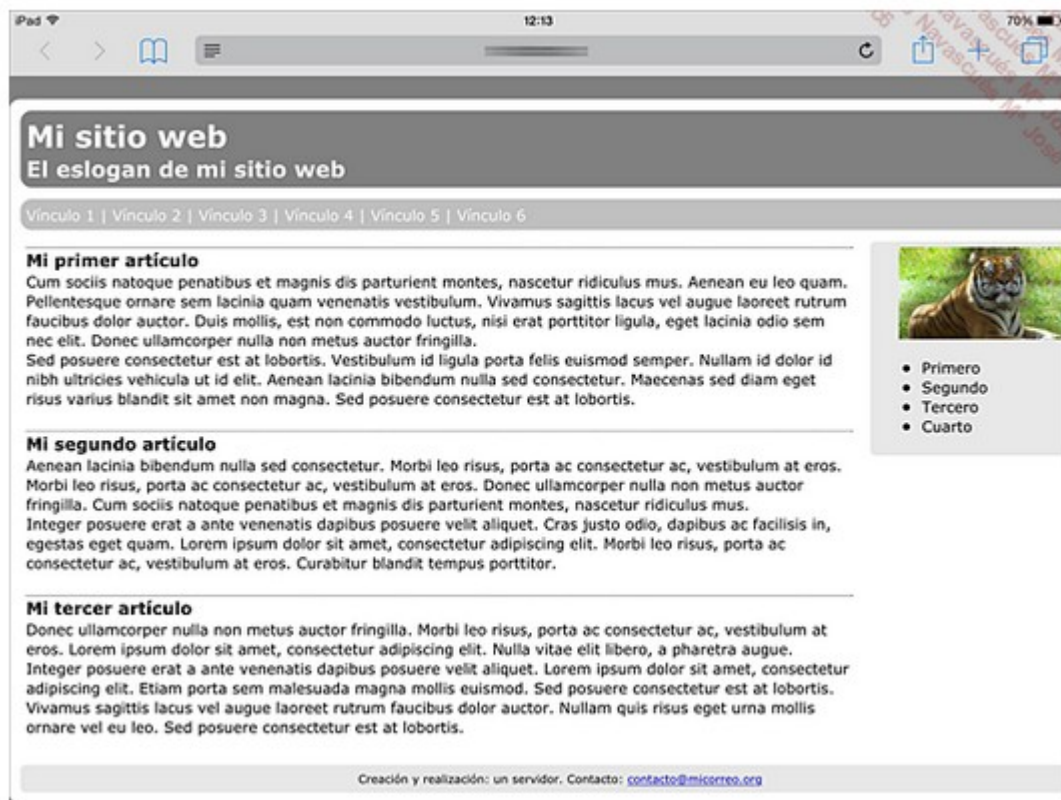 iPad
12:13
70%
Mi sitio web
El eslogan de mi sitio web
Vínculo 1 | Vínculo 2 | Vínculo 3 | Vínculo 4 | Vínculo 5 | Vínculo 6
Mi primer artículo
Cum sociis natoque penatibus et magnis dis parturient montes, nascetur ridiculus mus. Aenean eu leo quam.
Pellentesque ornare sem lacinia quam venenatis vestibulum. Vivamus sagittis lacus vel augue laoreet rutrum
faucibus dolor auctor. Duis mollis, est non commodo luctus, nisi erat porttitor ligula, eget lacinia odio sem
nec elit. Donec ullamcorper nulla non metus auctor fringilla.
Sed posuere consectetur est at lobortis. Vestibulum id ligula porta felis euismod semper. Nullam id dolor id
nibh ultricies vehicula ut id elit. Aenean lacinia bibendum nulla sed consectetur. Maecenas sed diam eget
risus varius blandit sit amet non magna. Sed posuere consectetur est at lobortis.
Mi segundo artículo
Aenean lacinia bibendum nulla sed consectetur. Morbi leo risus, porta ac consectetur ac, vestibulum at eros.
Morbi leo risus, porta ac consectetur ac, vestibulum at eros. Donec ullamcorper nulla non metus auctor
fringilla. Cum sociis natoque penatibus et magnis dis parturient montes, nascetur ridiculus mus.
Integer posuere erat a ante venenatis dapibus posuere velit aliquet. Cras justo odio, dapibus ac facilisis in,
egestas eget quam. Lorem ipsum dolor sit amet, consectetur adipiscing elit. Morbi leo risus, porta ac
consectetur ac, vestibulum at eros. Curabitur blandit tempus porttitor.
Mi tercer artículo
Donec ullamcorper nulla non metus auctor fringilla. Morbi leo risus, porta ac consectetur ac, vestibulum at
eros. Lorem ipsum dolor sit amet, consectetur adipiscing elit. Nulla vitae elit libero, a pharetra augue.
Integer posuere erat a ante venenatis dapibus posuere velit aliquet. Lorem ipsum dolor sit amet, consectetur
adipiscing elit. Etiam porta sem malesuada magna mollis euismod. Sed posuere consectetur est at lobortis.
Vivamus sagittis lacus vel augue laoreet rutrum faucibus dolor auctor. Nullam quis risus eget urna mollis
ornare vel eu leo. Sed posuere consectetur est at lobortis.
Primero
Segundo
Tercero
Cuarto
Creación y realización: un servidor. Contacto: contacto@micorreo.org